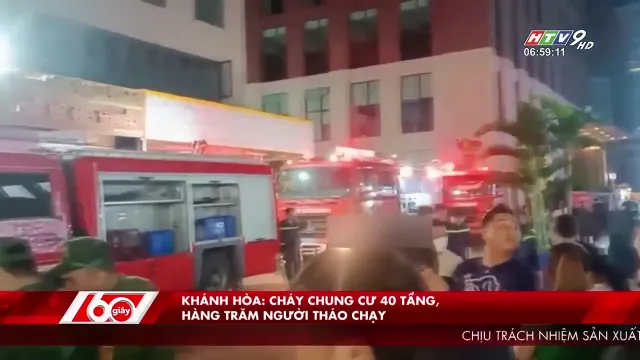 HTV9HD
06:59:11
60 giây
KHÁNH HÒA: CHÁY CHUNG CƯ 40 TẦNG,
HÀNG TRĂM NGƯỜI THÁO CHẠY
CHỊU TRÁCH NHIỆM SẢN XUẤT